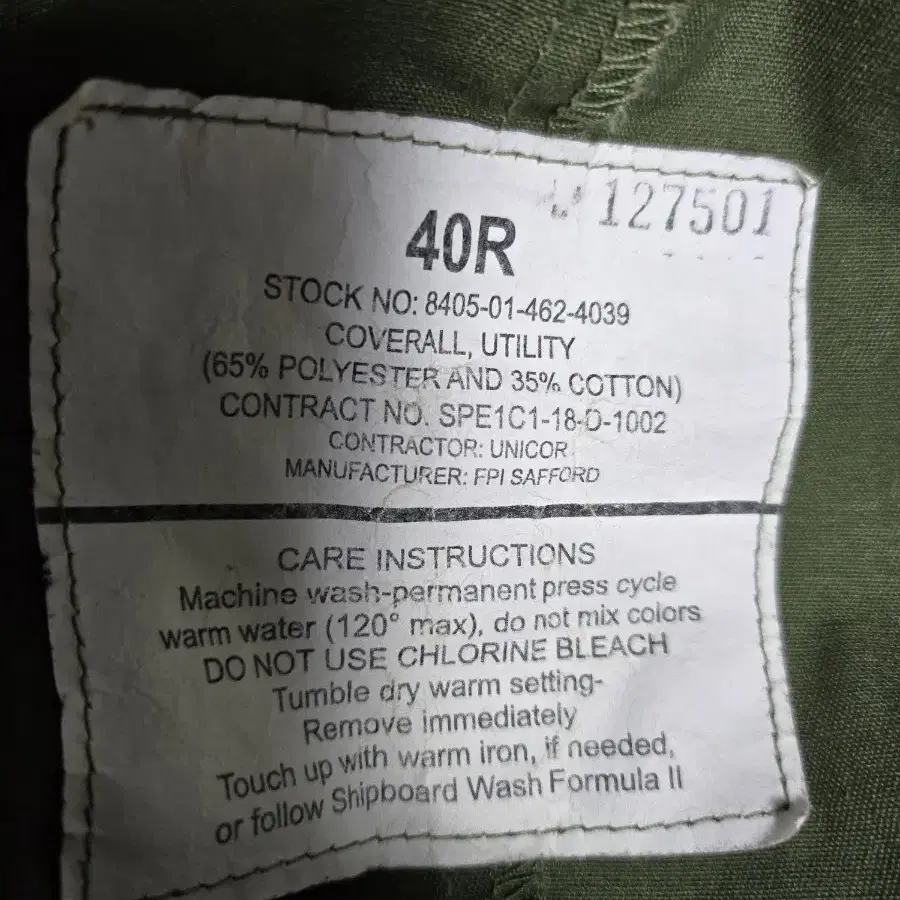 127501
40R
STOCK NO: 8405-01-462-4039
COVERALL, UTILITY
(65% POLYESTER AND 35% COTTON)
CONTRACT NO. SPE1C1-18-D-1002
CONTRACTOR: UNICOR
MANUFACTURER: FPI SAFFORD
CARE INSTRUCTIONS
Machine wash-permanent press cycle
warm water (120° max), do not mix colors
DO NOT USE CHLORINE BLEACH
Tumble dry warm setting-
Remove immediately
Touch up with warm iron, if needed,
or follow Shipboard Wash Formula II